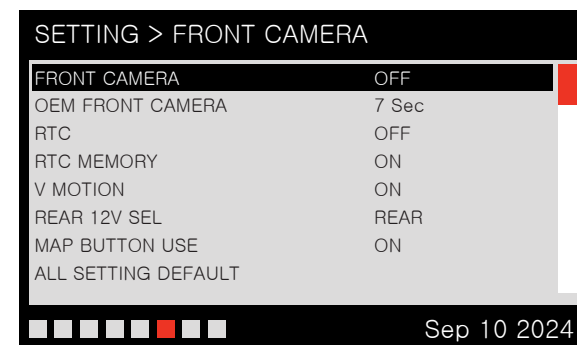 SETTING > FRONT CAMERA
FRONT CAMERA OFF
OEM FRONT CAMERA 7 Sec
RTC OFF
RTC MEMORY ON
V MOTION ON
REAR 12V SEL REAR
MAP BUTTON USE ON
ALL SETTING DEFAULT
Sep 10 2024